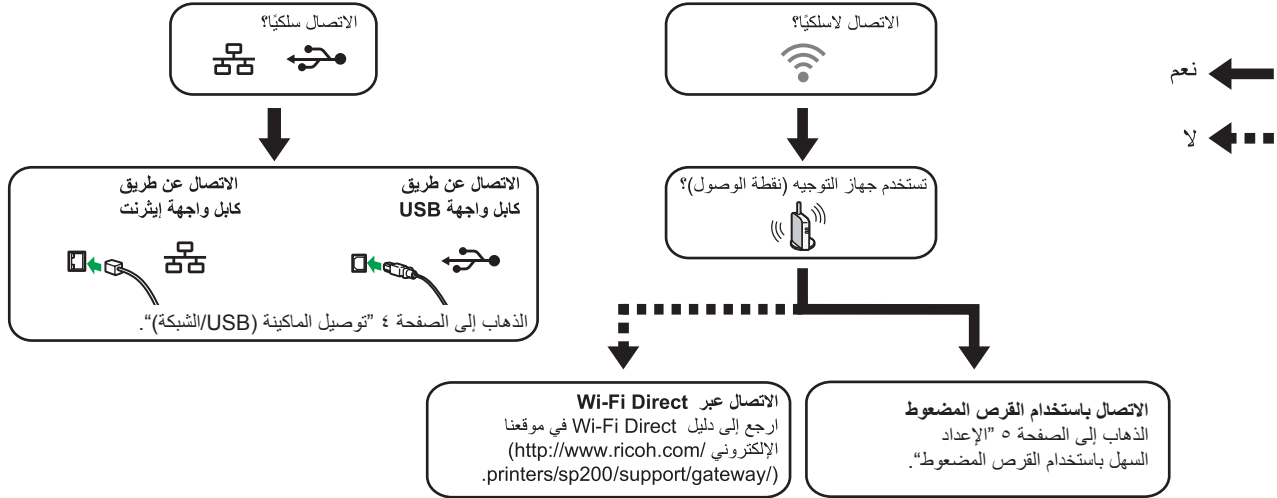 الاتصال سلكيًا؟
الاتصال لاسلكيًا؟
نعم
لا
الاتصال عن طريق
كابل واجهة USB
الاتصال عن طريق
كابل واجهة إيثرنت
الذهاب إلى الصفحة ٤ "توصيل الماكينة (USB/الشبكة)“.
تستخدم جهاز التوجيه (نقطة الوصول)؟
الاتصال عبر Wi-Fi Direct
ارجع إلى دليل Wi-Fi Direct في موقعنا
الإلكتروني (http://www.ricoh.com/
printers/sp200/support/gateway/).
الاتصال باستخدام القرص المضعوط
الذهاب إلى الصفحة ٥ "الإعداد
السهل باستخدام القرص المضعوط“.